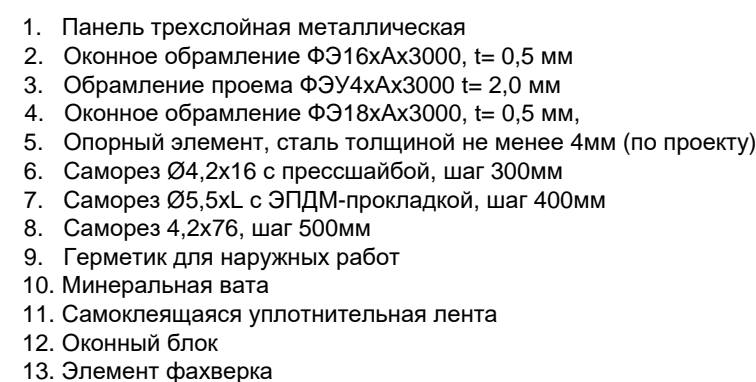 1. Панель трехслойная металлическая
2. Оконное обрамление ФЭ16хАх3000, t= 0,5 мм
3. Обрамление проема ФЭУ4хАх3000 t= 2,0 мм
4. Оконное обрамление ФЭ18хАх3000, t= 0,5 мм,
5. Опорный элемент, сталь толщиной не менее 4мм (по проекту)
6. Саморез Ø4,2х16 с прессшайбой, шаг 300мм
7. Саморез Ø5,5хL с ЭПДМ-прокладкой, шаг 400мм
8. Саморез 4,2х76, шаг 500мм
9. Герметик для наружных работ
10. Минеральная вата
11. Самоклеящаяся уплотнительная лента
12. Оконный блок
13. Элемент фахверка